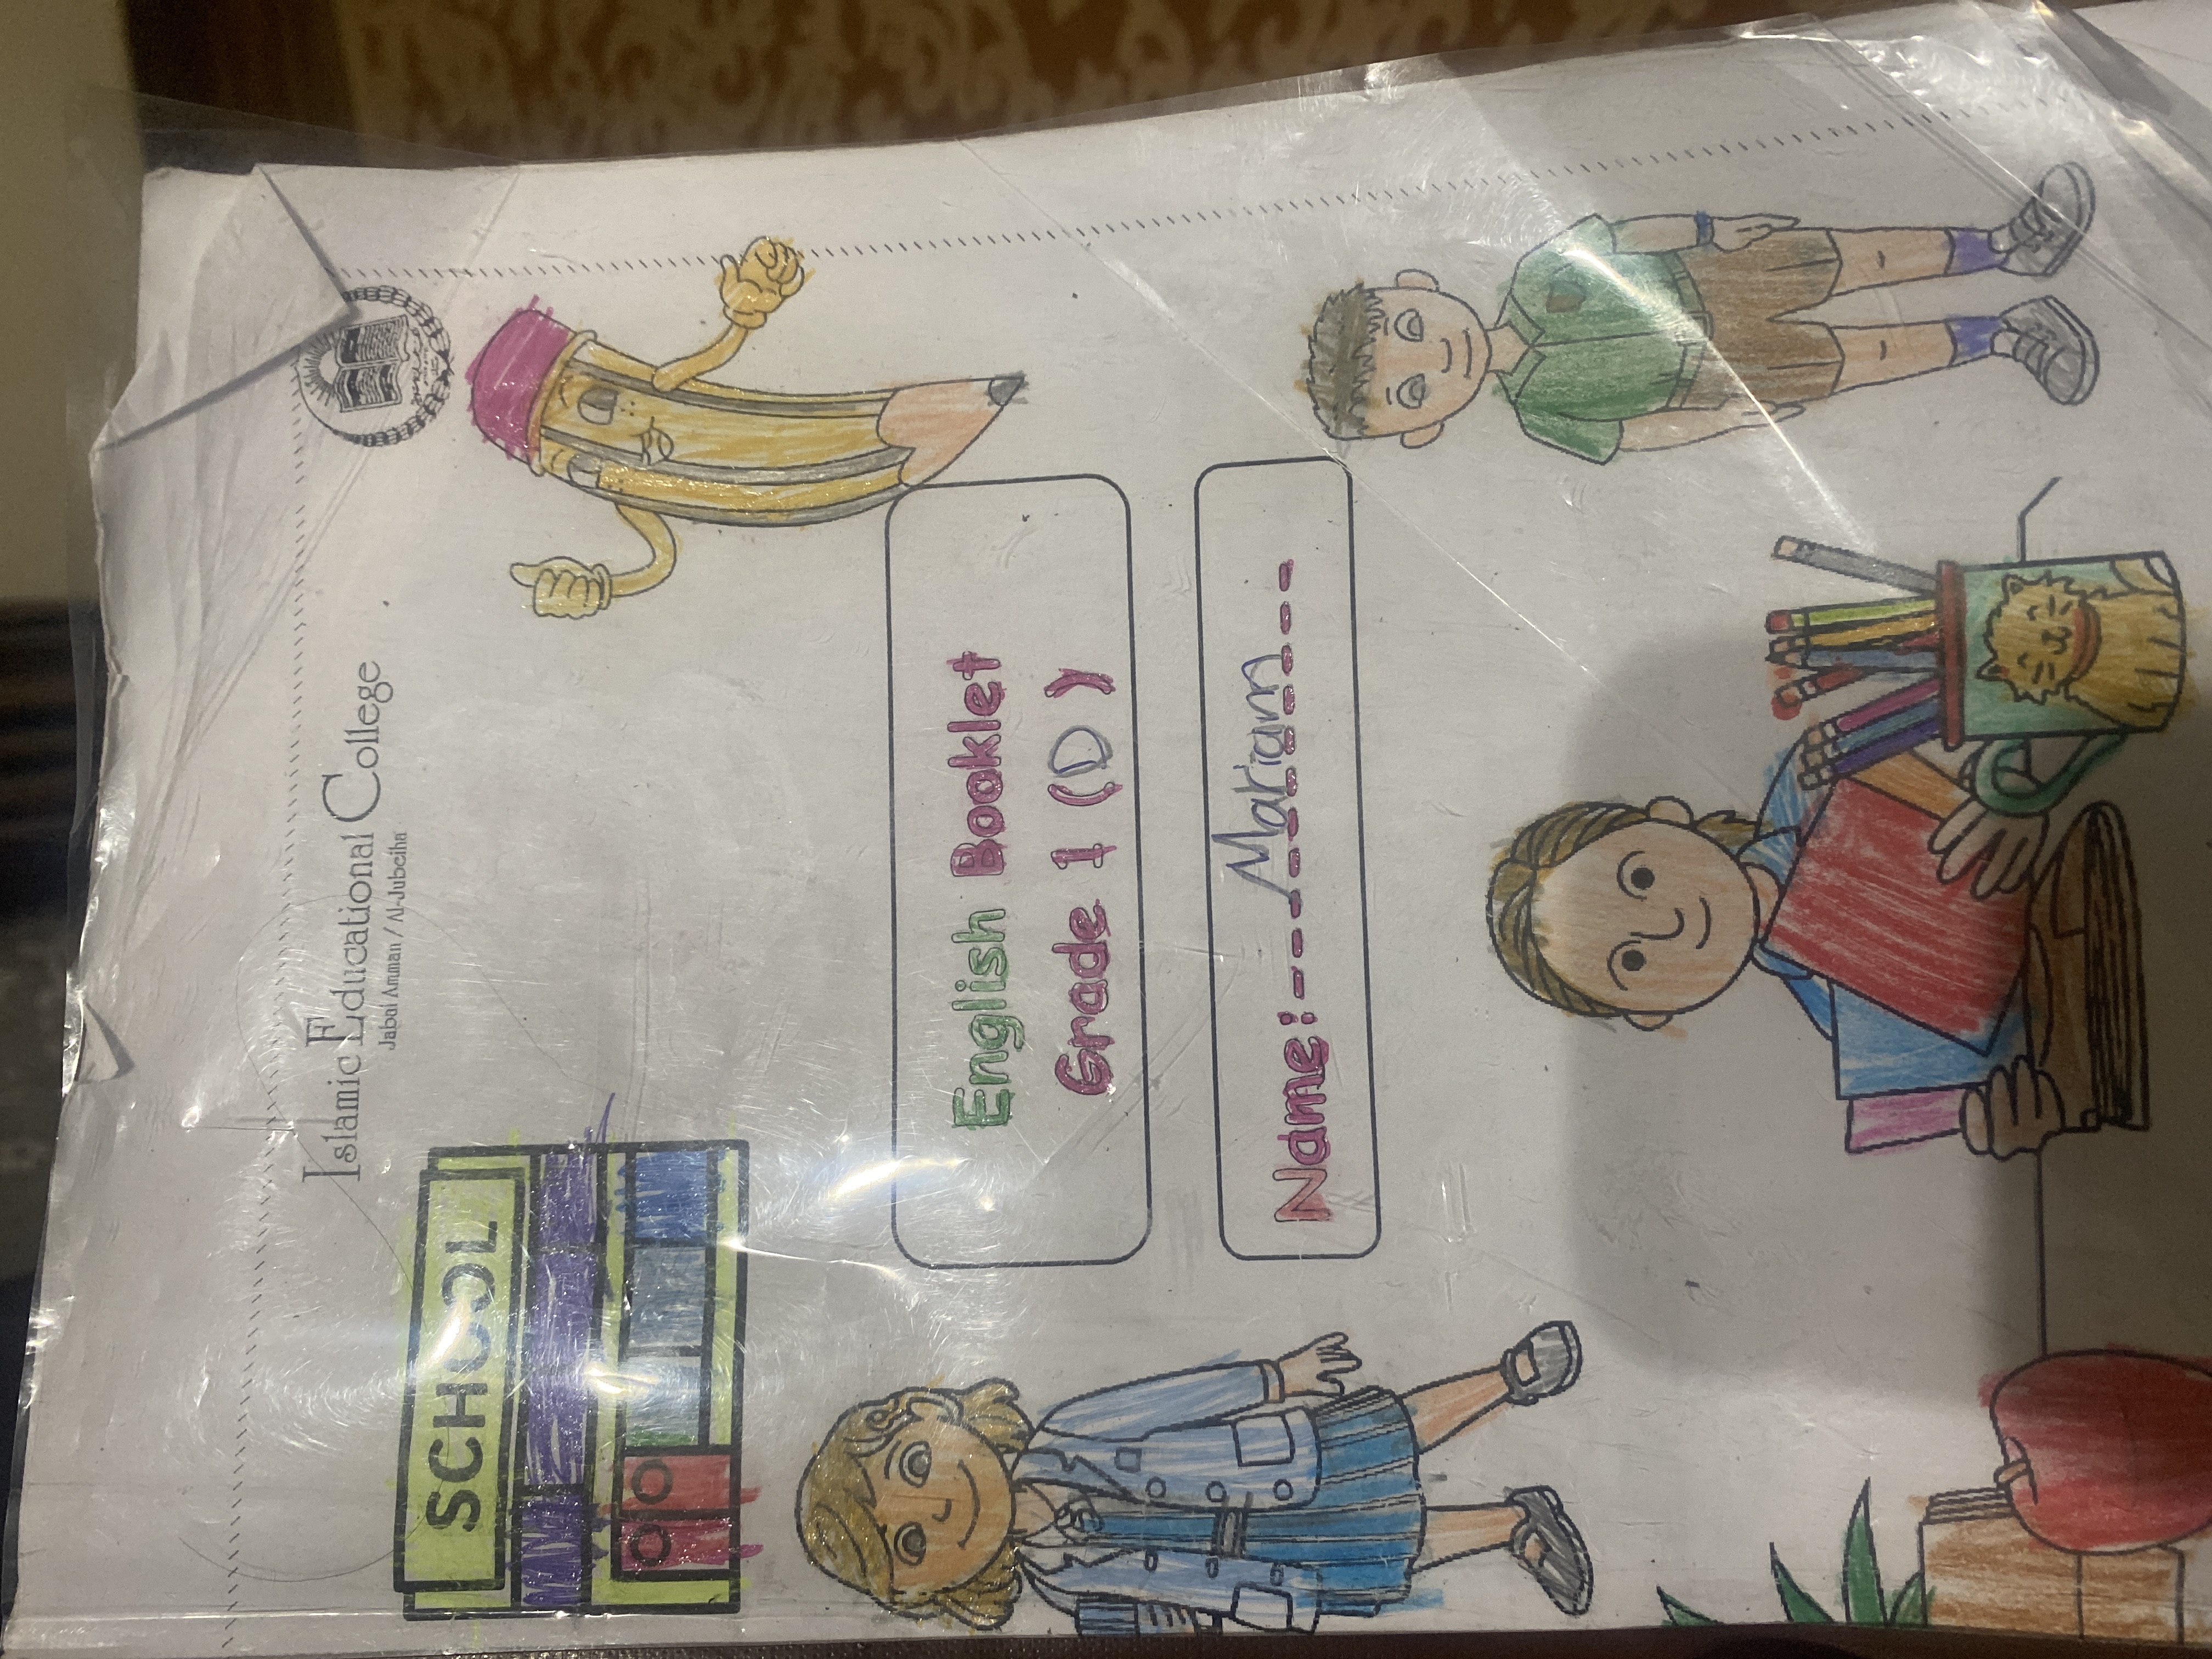 Islamic Educational College
Jabal Amman / Al-Jubeiha
SCHOOL
English Booklet
Grade 1 (D)
Name: Mariam